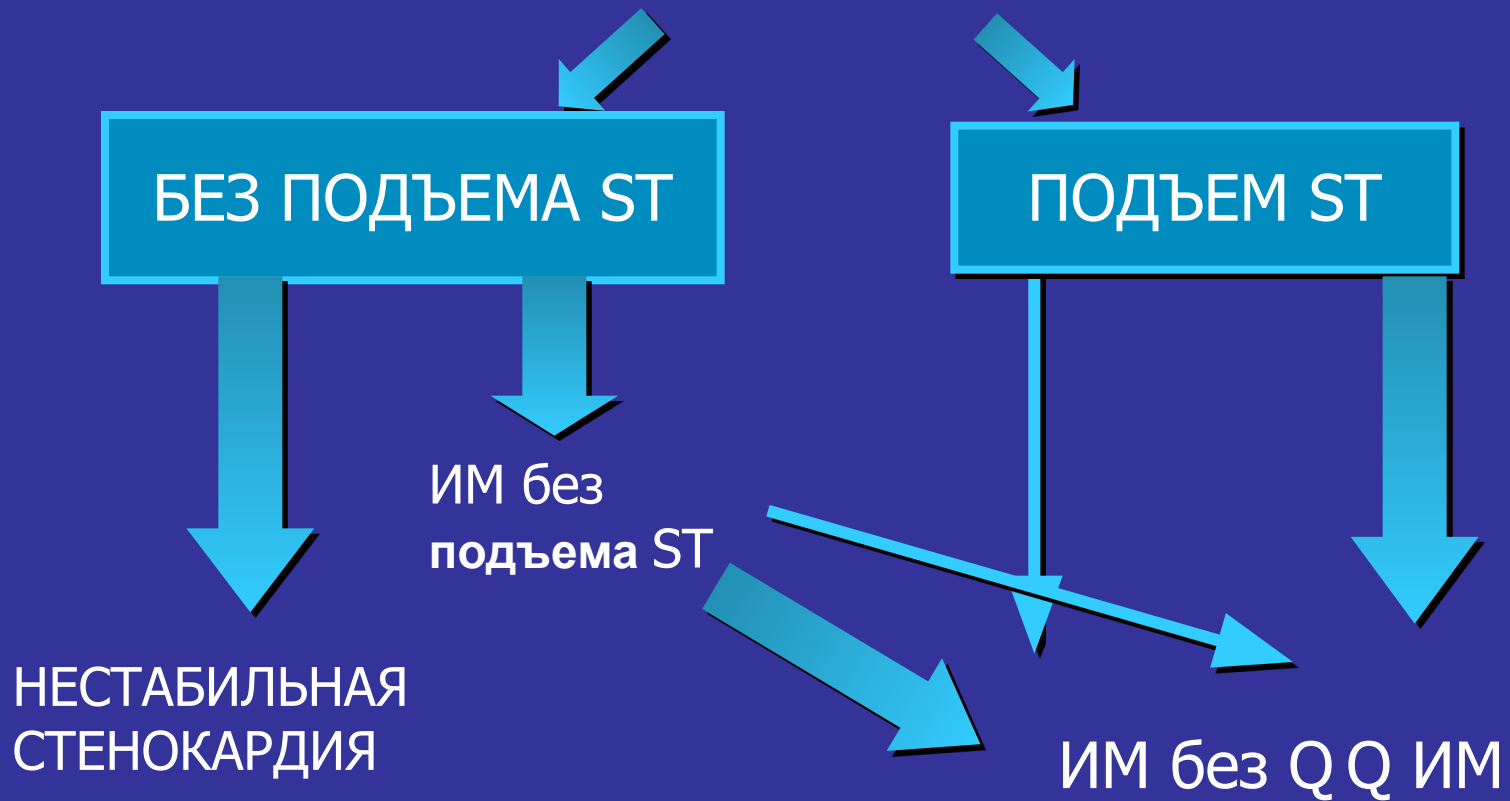 БЕЗ ПОДЪЕМА ST
ПОДЪЕМ ST
ИМ без
подъема ST
НЕСТАБИЛЬНАЯ
СТЕНОКАРДИЯ
ИМ без Q Q ИМ